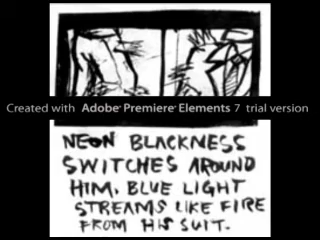 Created with Adobe Premiere Elements 7 trial version
NEON BLACKNESS
SWITCHES AROUND
HIM. BLUE LIGHT
STREAMS LIKE FIRE
FROM HIS SUIT.